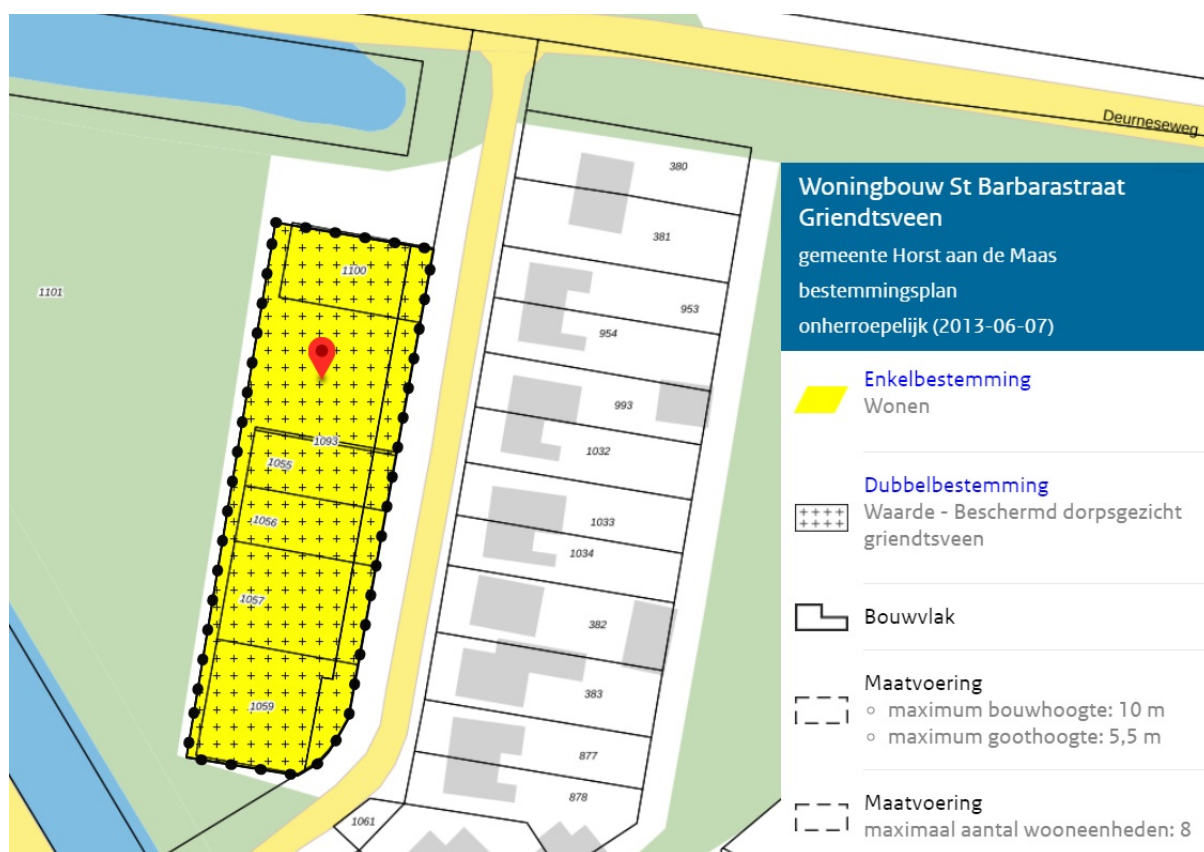 Deurneseweg
380
381
953
954
993
1032
1033
1034
382
383
877
878
1061
1101
1100
1093
1055
1056
1057
1059
Woningbouw St Barbarastraat
Griendtsveen
gemeente Horst aan de Maas
bestemmingsplan
onherroepelijk (2013-06-07)
Enkelbestemming
Wonen
Dubbelbestemming
Waarde - Beschermd dorpsgezicht
griendtsveen
Bouwvlak
Maatvoering
maximum bouwhoogte: 10 m
maximum goothoogte: 5,5 m
Maatvoering
maximaal aantal wooneenheden: 8